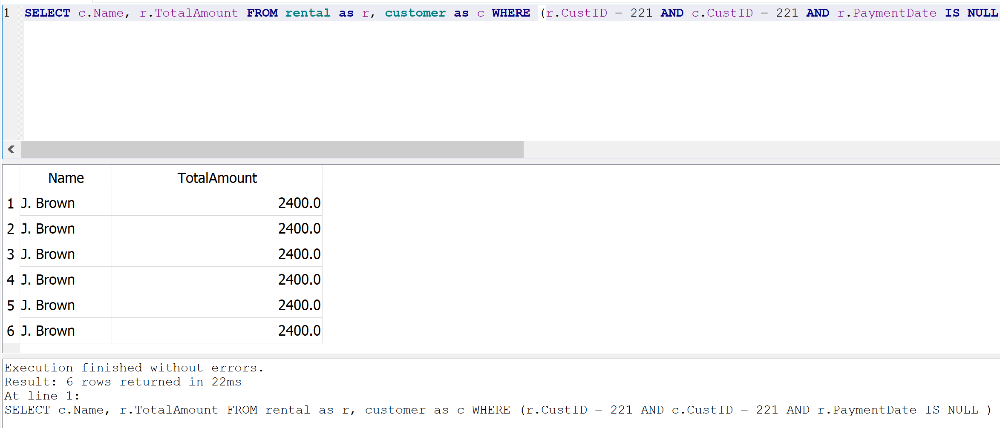 1 SELECT c.Name, r.TotalAmount FROM rental as r, customer as c WHERE (r.CustID = 221 AND c.CustID = 221 AND r.PaymentDate IS NULL
Name TotalAmount
1 J. Brown 2400.0
2 J. Brown 2400.0
3 J. Brown 2400.0
4 J. Brown 2400.0
5 J. Brown 2400.0
6 J. Brown 2400.0
Execution finished without errors.
Result: 6 rows returned in 22ms
At line 1:
SELECT c.Name, r.TotalAmount FROM rental as r, customer as c WHERE (r.CustID = 221 AND c.CustID = 221 AND r.PaymentDate IS NULL )